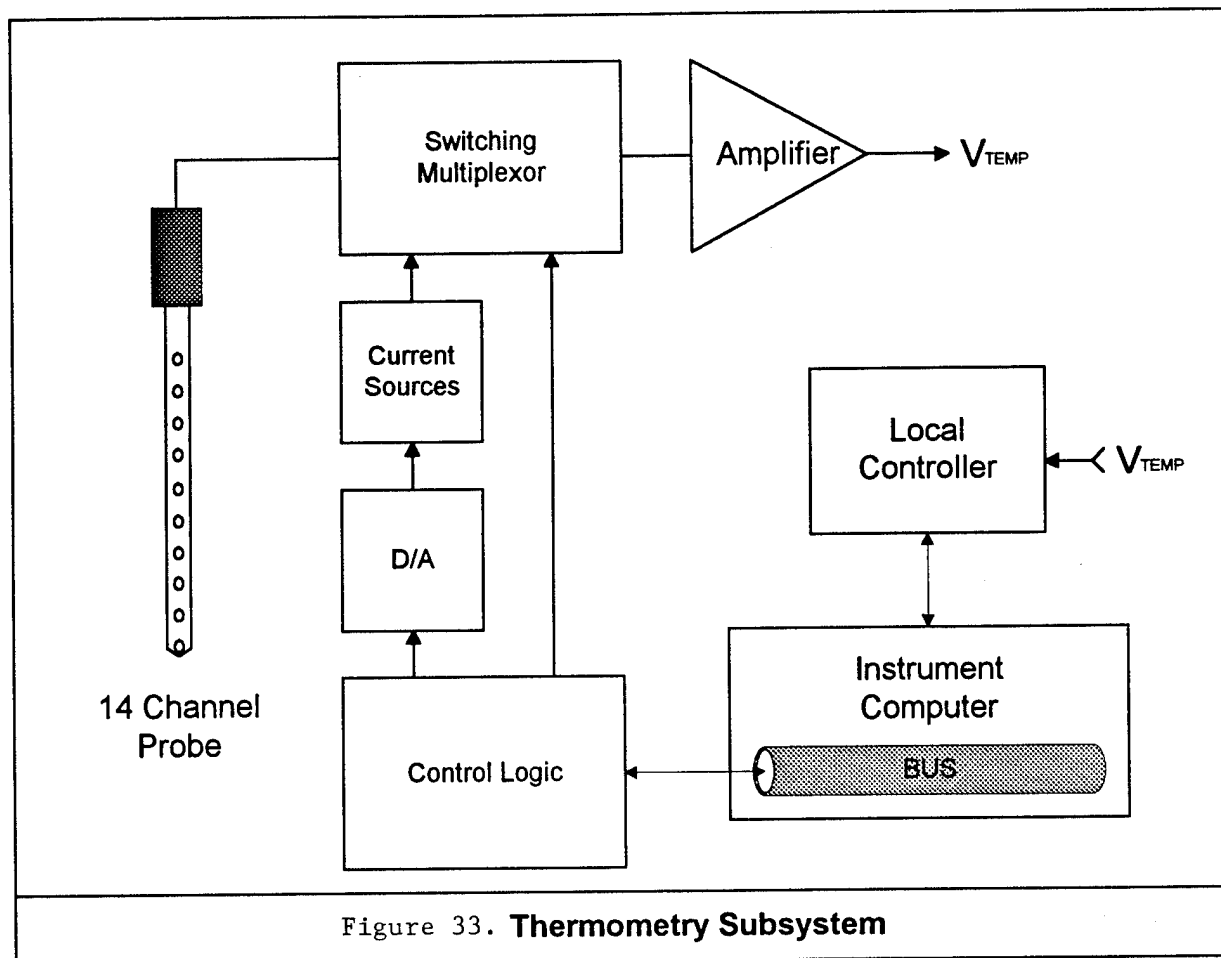 Switching
Multiplexor
Amplifier
VTEMP
Current
Sources
Local
Controller
VTEMP
D/A
14 Channel
Probe
Control Logic
Instrument
Computer
BUS
Figure 33. Thermometry Subsystem